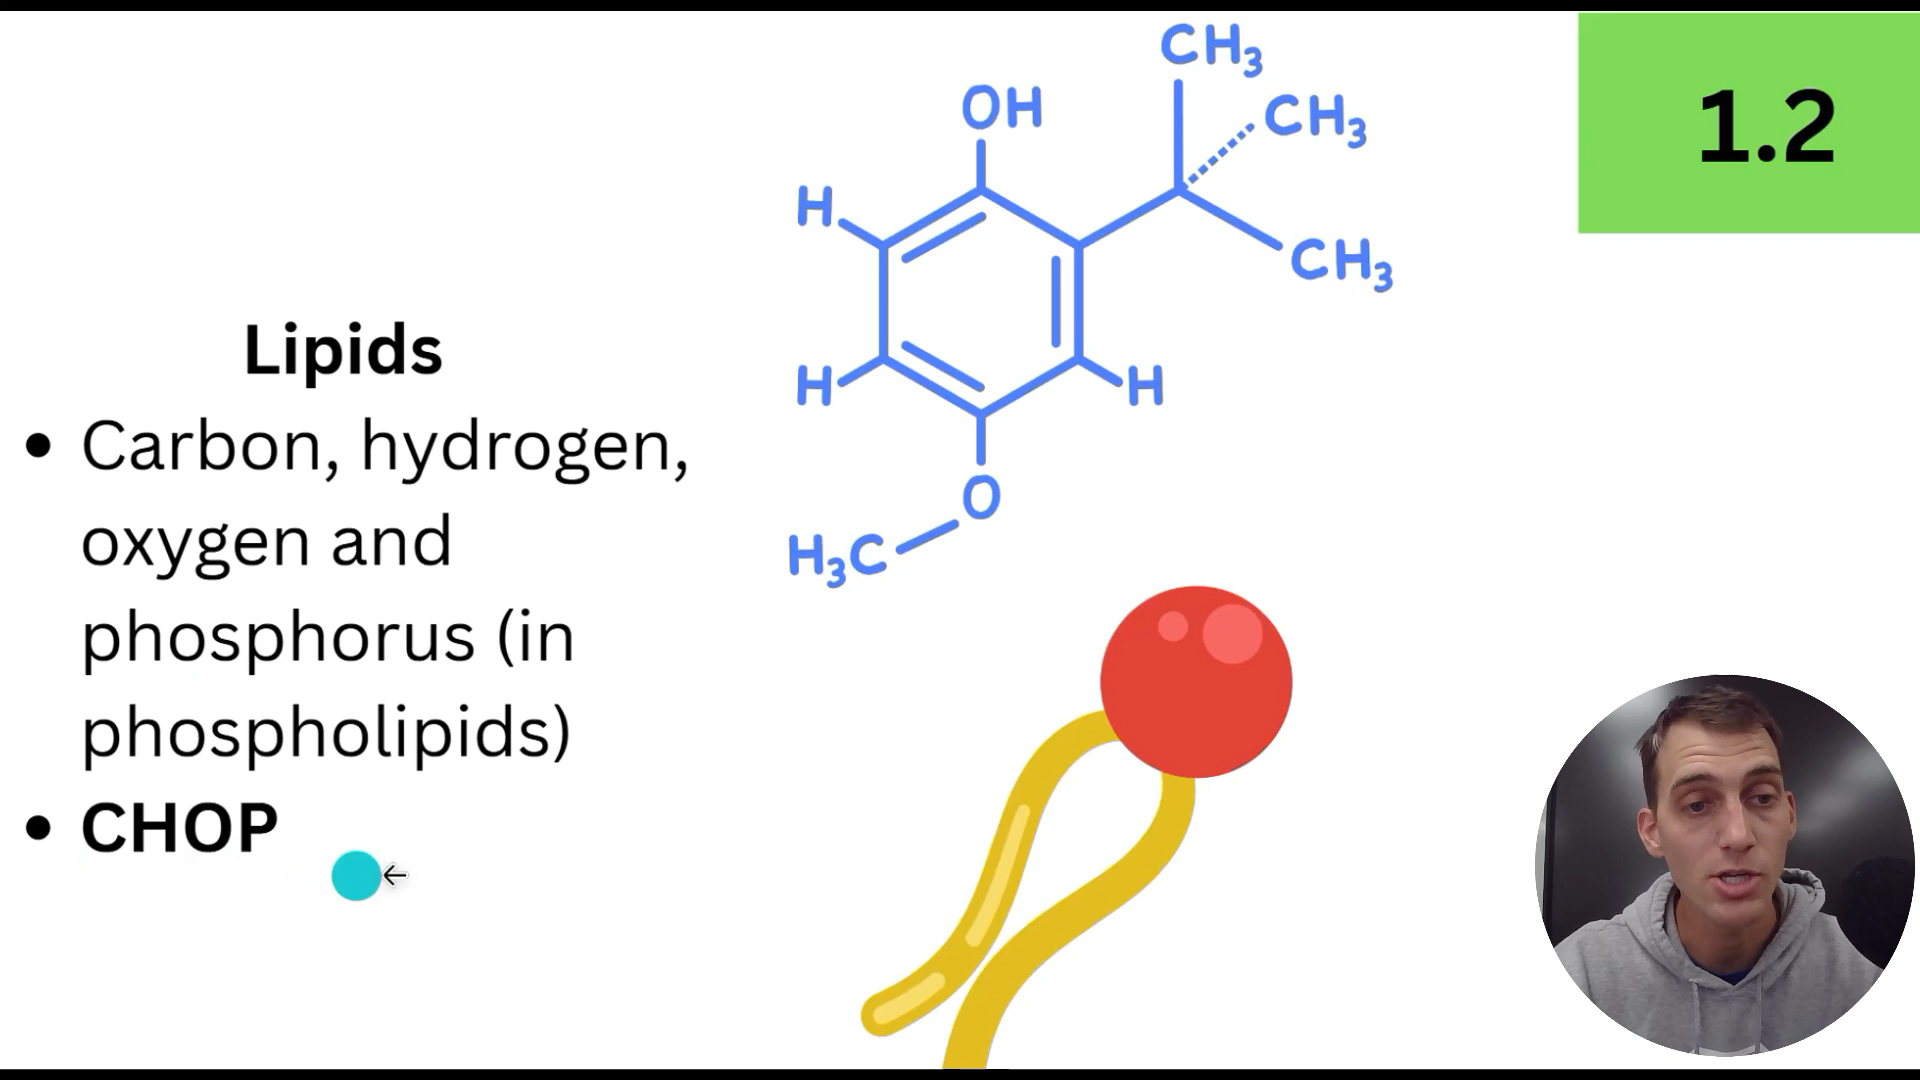 CH3
OH
CH3
1.2
H
CH3
Lipids
H
H
• Carbon, hydrogen,
oxygen and
O
H3C
phosphorus (in
phospholipids)
• CHOP